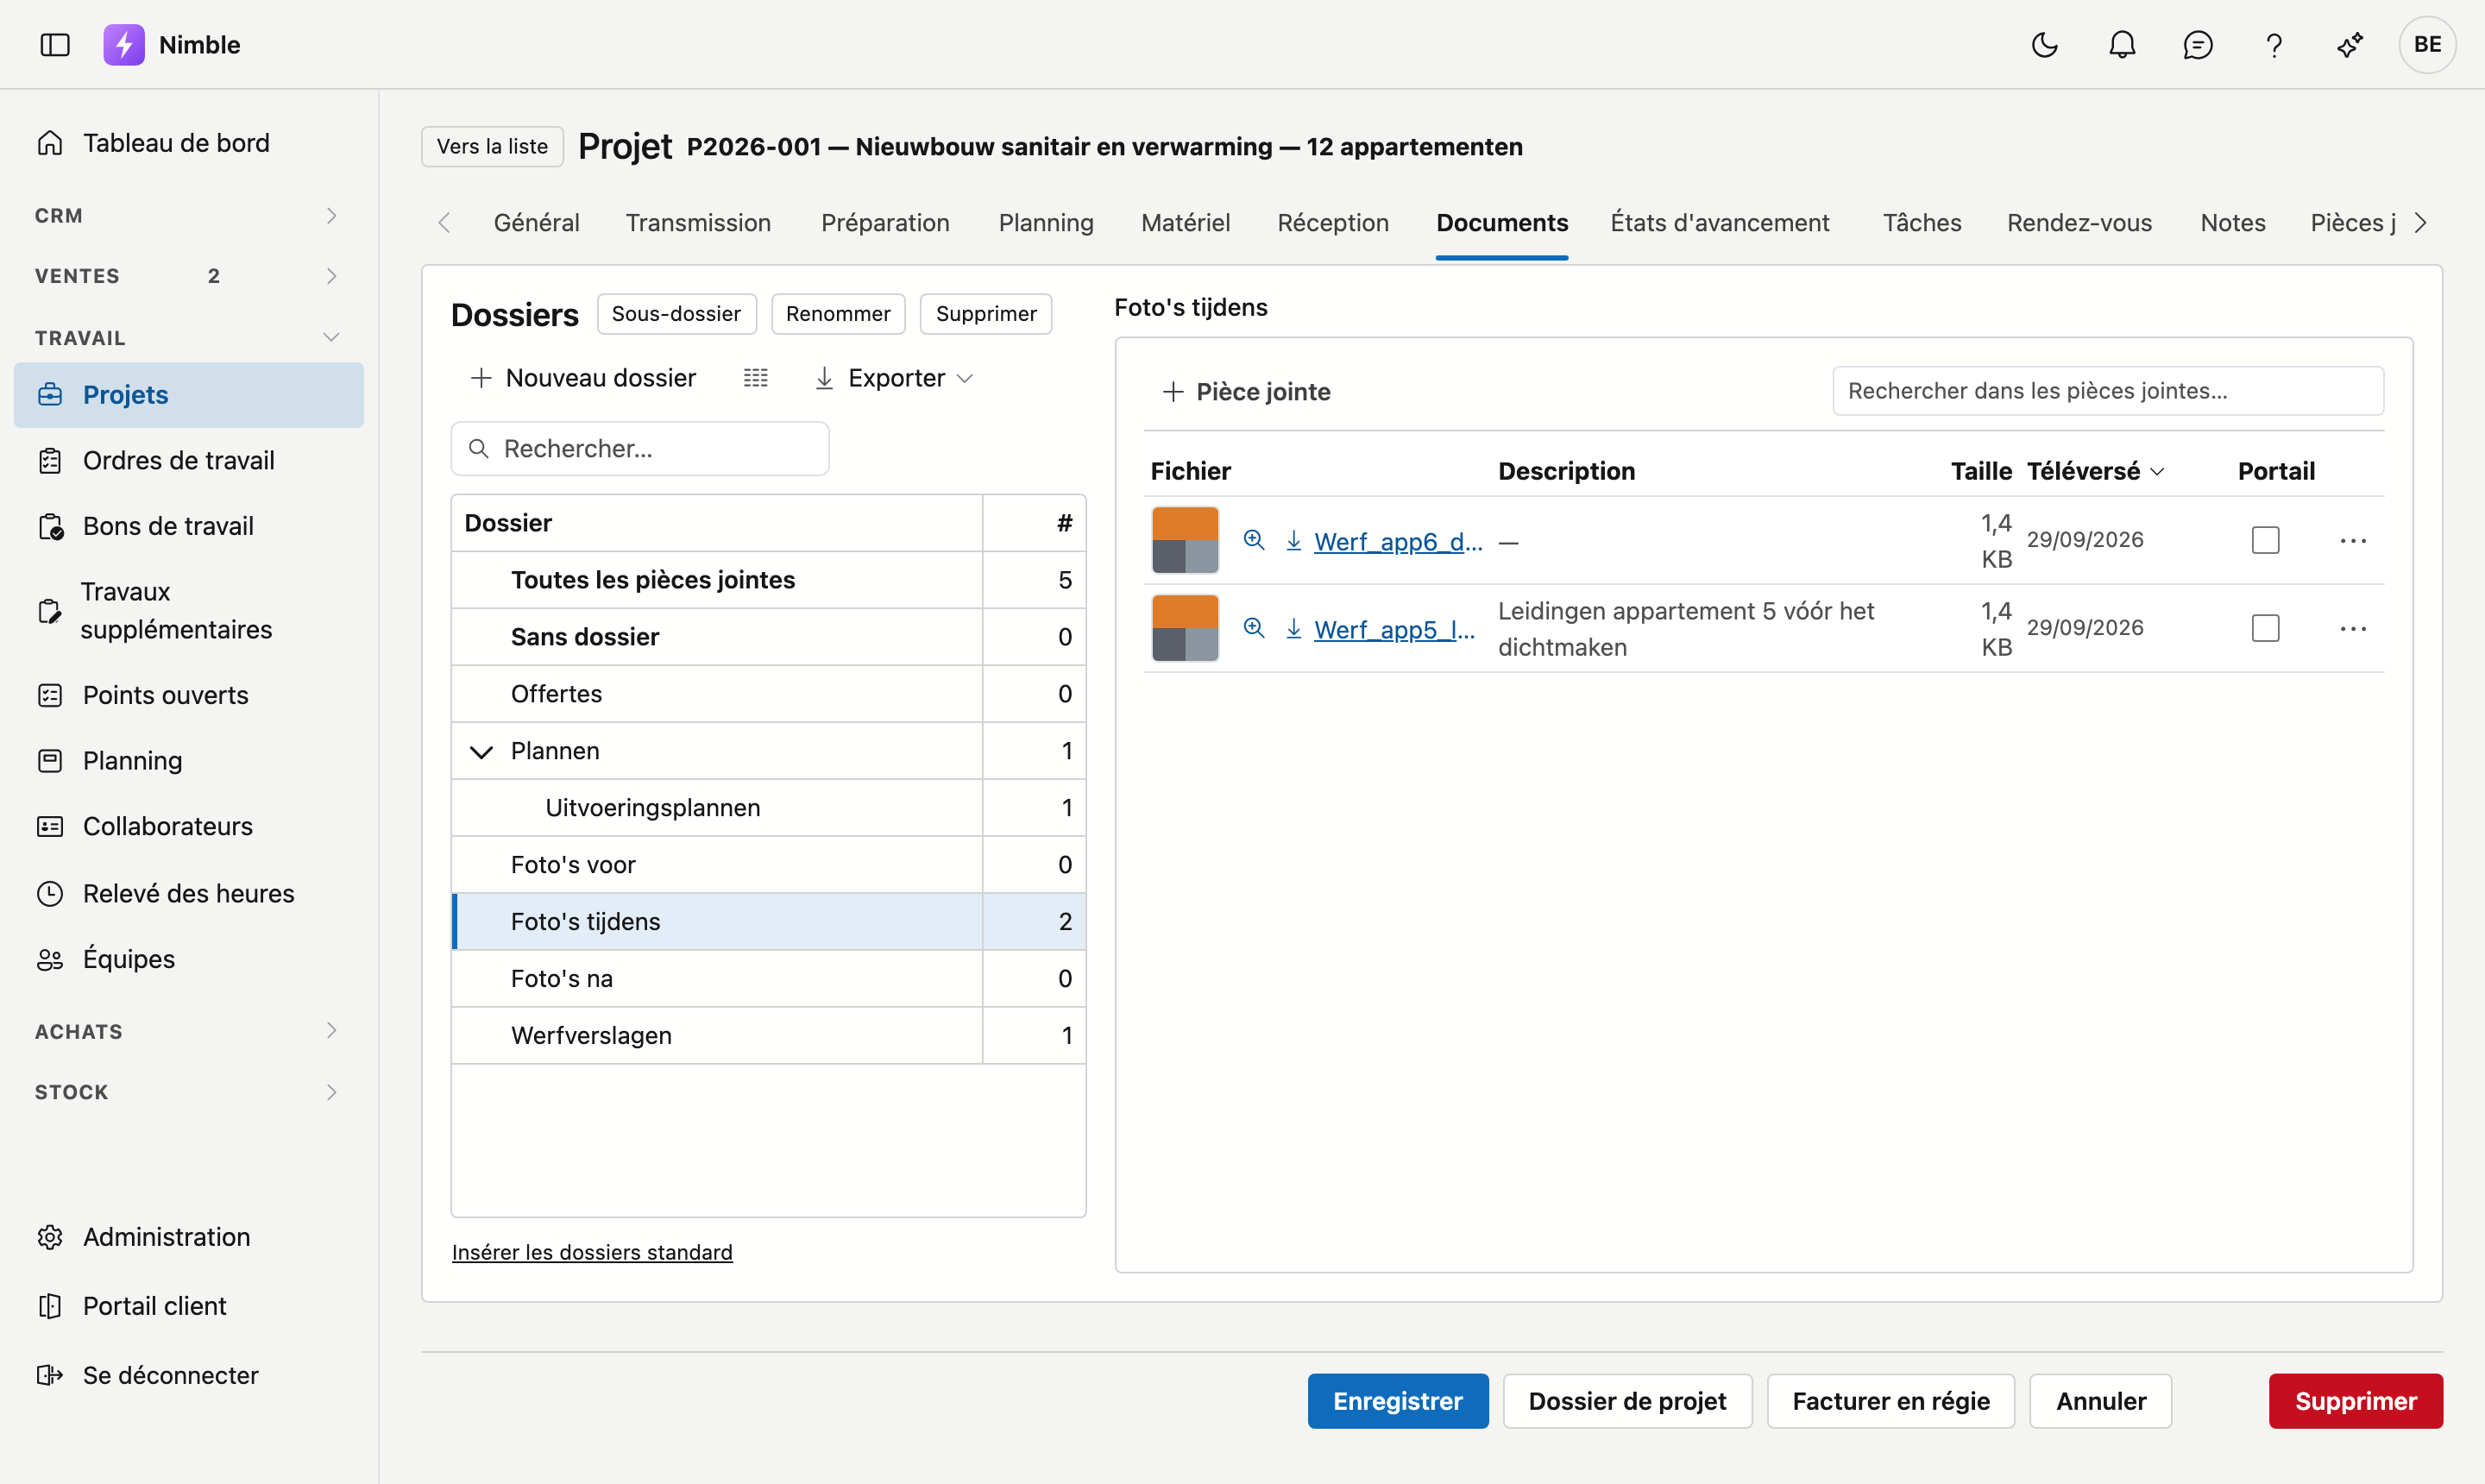 Nimble
BE
Tableau de bord
CRM
VENTES 2
TRAVAIL
Projets
Ordres de travail
Bons de travail
Travaux
supplémentaires
Points ouverts
Planning
Collaborateurs
Relevé des heures
Équipes
ACHATS
STOCK
Administration
Portail client
Se déconnecter
Vers la liste Projet P2026-001 — Nieuwbouw sanitair en verwarming — 12 appartementen
Général Transmission Préparation Planning Matériel Réception Documents États d'avancement Tâches Rendez-vous Notes Pièces j
Dossiers Sous-dossier Renommer Supprimer
Nouveau dossier Exporter
Rechercher...
Dossier #
Toutes les pièces jointes 5
Sans dossier 0
Offertes 0
Plannen 1
Uitvoeringsplannen 1
Foto's voor 0
Foto's tijdens 2
Foto's na 0
Werfverslagen 1
Insérer les dossiers standard
Foto's tijdens
Pièce jointe Rechercher dans les pièces jointes...
Fichier Description Taille Téléversé Portail
Werf_app6_d... — 1,4 KB 29/09/2026
Werf_app5_l... Leidingen appartement 5 vóór het dichtmaken 1,4 KB 29/09/2026
Enregistrer Dossier de projet Facturer en régie Annuler Supprimer